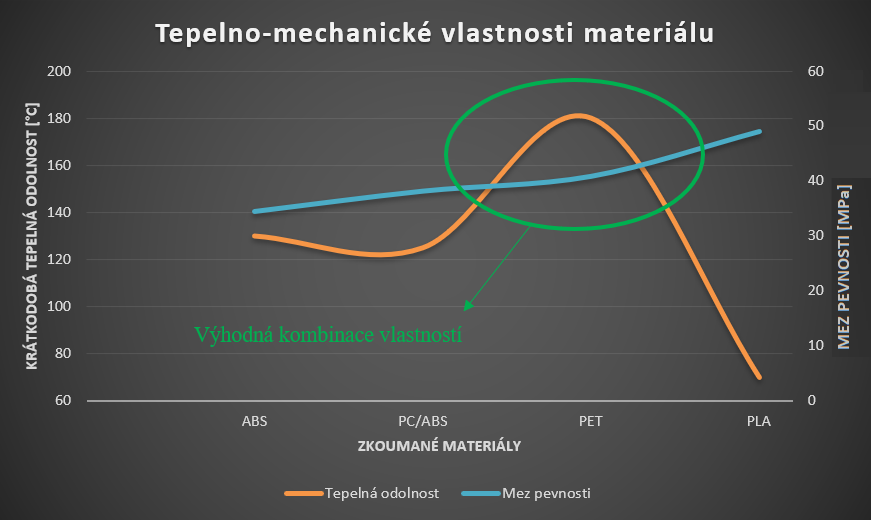 Tepelno-mechanické vlastnosti materiálu
KRÁTKODOBÁ TEPELNÁ ODOLNOST [°C]
200
180
160
140
120
100
80
60
60
50
40
30
20
10
0
MEZ PEVNOSTI [MPa]
Výhodná kombinace vlastností
ABS
PC/ABS
PET
PLA
ZKOUMANÉ MATERIÁLY
Tepelná odolnost
Mez pevnosti